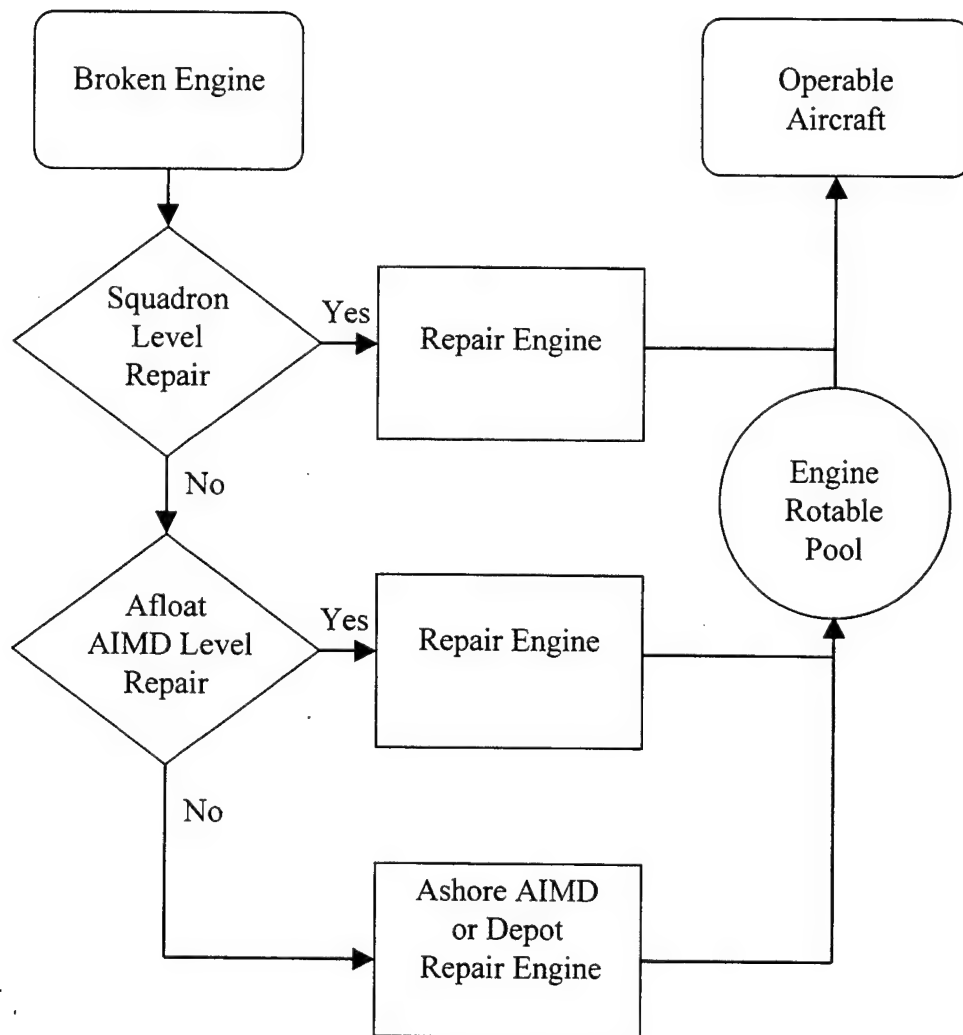 Broken Engine
Operable
Aircraft
Squadron
Level
Repair
Yes
Repair Engine
No
Engine
Rotable
Pool
Afloat
AIMD Level
Repair
Yes
Repair Engine
No
Ashore AIMD
or Depot
Repair Engine